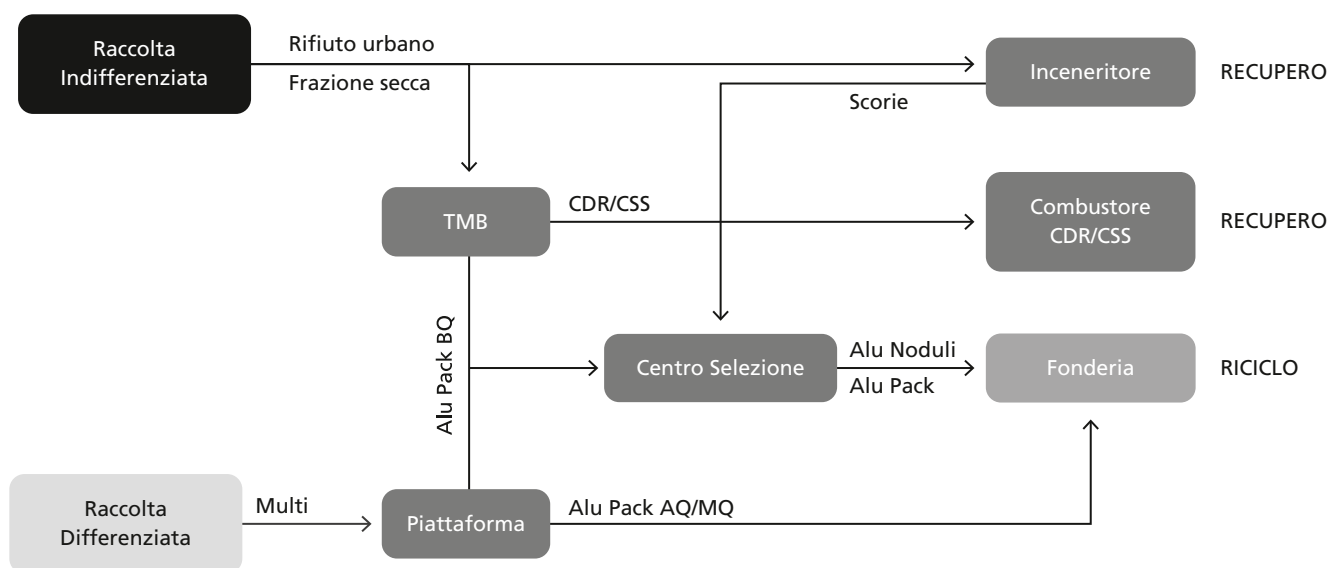 Raccolta
Indifferenziata
Rifiuto urbano
Frazione secca
Inceneritore
RECUPERO
Scorie
TMB
CDR/CSS
Combustore
CDR/CSS
RECUPERO
Alu Pack BQ
Centro Selezione
Alu Noduli
Alu Pack
Fonderia
RICICLO
Raccolta
Differenziata
Multi
Piattaforma
Alu Pack AQ/MQ